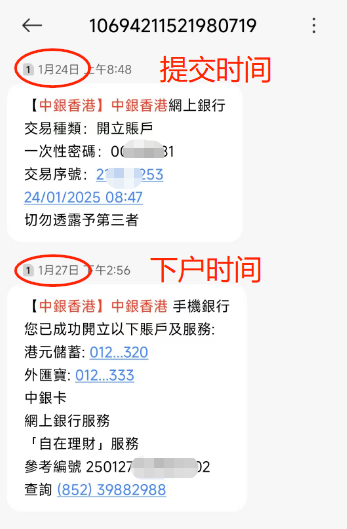 10694211521980719
1 1月24日 上午8:48
提交时间
【中銀香港】中銀香港網上銀行
交易種類：開立賬戶
一次性密碼：00 81
交易序號：2 253
24/01/2025 08:47
切勿透露予第三者
1 1月27日 下午2:56
下户时间
【中銀香港】中銀香港 手機銀行
您已成功開立以下賬戶及服務:
港元儲蓄: 012...320
外匯寶: 012...333
中銀卡
網上銀行服務
「自在理財」服務
參考編號 250127 02
查詢 (852) 39882988